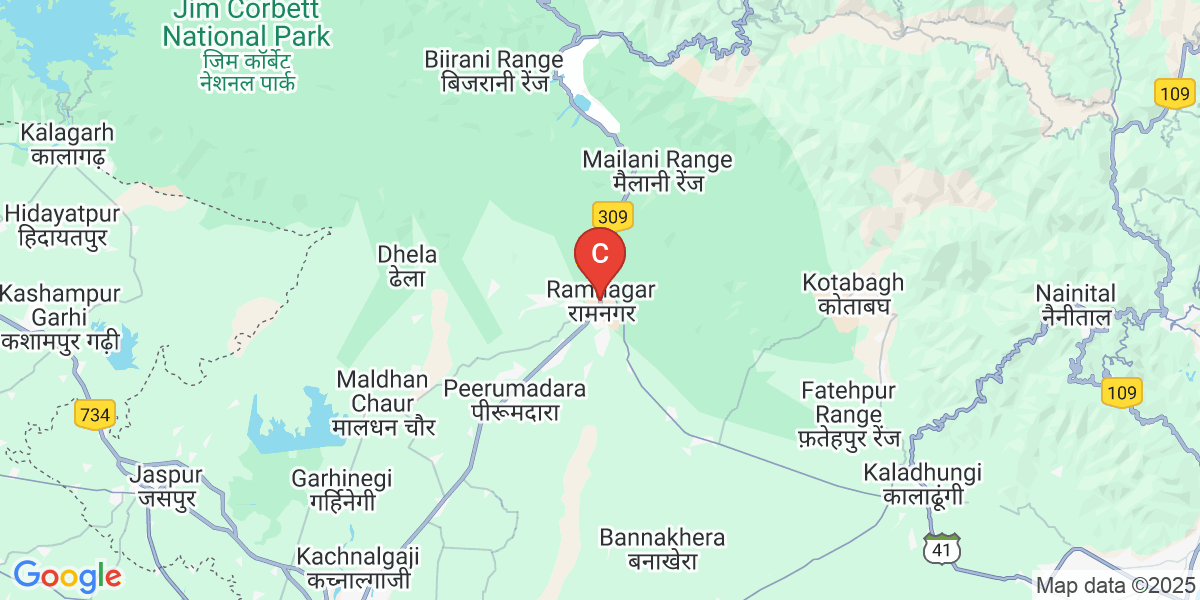 Jim Corbett
National Park
जिम कॉर्बेट
नेशनल पार्क
Biirani Range
बिजरानी रेंज
109
Kalagarh
कालागढ़
Mailani Range
मैलानी रेंज
Hidayatpur
हिदायतपुर
309
C
Dhela
ढेला
Ramnagar
रामनगर
Kotabagh
कोताबघ
Kashampur
Garhi
कशामपुर गढ़ी
Nainital
नैनीताल
Maldhan
Chaur
मालधन चौर
Peerumadara
पीरूमदारा
Fatehpur
Range
फ़तेहपुर रेंज
109
734
Jaspur
जसपुर
Garhinegi
गर्हिनेगी
Kaladhungi
कालाढूंगी
Bannakhera
बनाखेरा
41
Kachnalgaji
कच्नाल्गाजी
Google
Map data ©2025